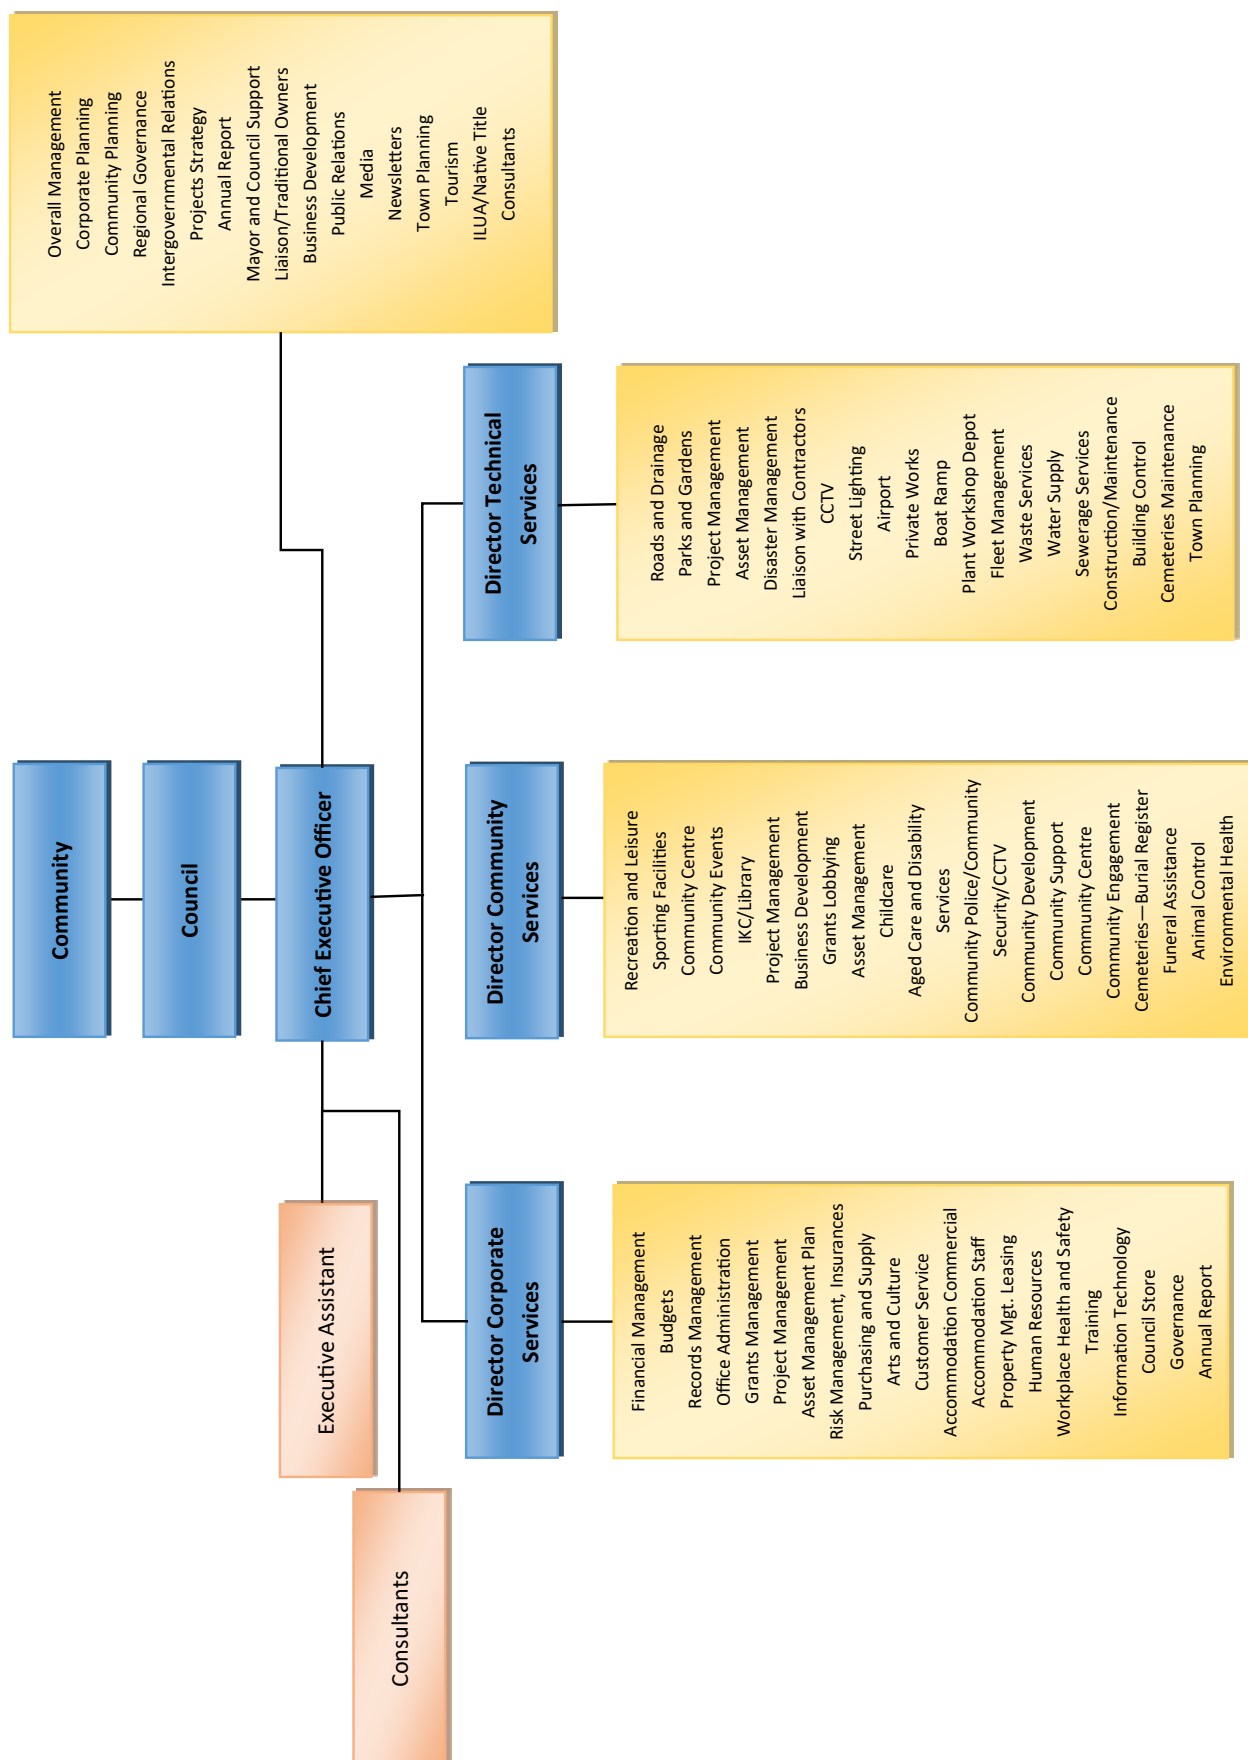 Community
Council
Chief Executive Officer
Overall Management
Corporate Planning
Community Planning
Regional Governance
Intergovernmental Relations
Projects Strategy
Annual Report
Mayor and Council Support
Liaison/Traditional Owners
Business Development
Public Relations
Media
Newsletters
Town Planning
Tourism
ILUA/Native Title
Consultants
Executive Assistant
Consultants
Director Corporate
Services
Financial Management
Budgets
Records Management
Office Administration
Grants Management
Project Management
Asset Management Plan
Risk Management, Insurances
Purchasing and Supply
Arts and Culture
Customer Service
Accommodation Commercial
Accommodation Staff
Property Mgt. Leasing
Human Resources
Workplace Health and Safety
Training
Information Technology
Council Store
Governance
Annual Report
Director Community
Services
Recreation and Leisure
Sporting Facilities
Community Centre
Community Events
IKC/Library
Project Management
Business Development
Grants Lobbying
Asset Management
Childcare
Aged Care and Disability
Services
Community Police/Community
Security/CCTV
Community Development
Community Support
Community Centre
Community Engagement
Cemeteries—Burial Register
Funeral Assistance
Animal Control
Environmental Health
Director Technical
Services
Roads and Drainage
Parks and Gardens
Project Management
Asset Management
Disaster Management
Liaison with Contractors
CCTV
Street Lighting
Airport
Private Works
Boat Ramp
Plant Workshop Depot
Fleet Management
Waste Services
Water Supply
Sewerage Services
Construction/Maintenance
Building Control
Cemeteries Maintenance
Town Planning